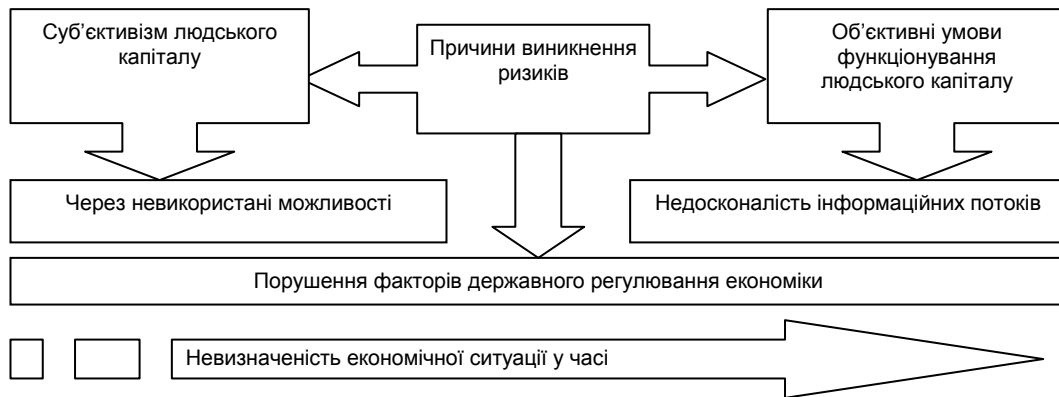 Суб’єктивізм людського
капіталу
Причини виникнення
ризиків
Об’єктивні умови
функціонування
людського капіталу
Через невикористані можливості
Недосконалість інформаційних потоків
Порушення факторів державного регулювання економіки
Невизначеність економічної ситуації у часі